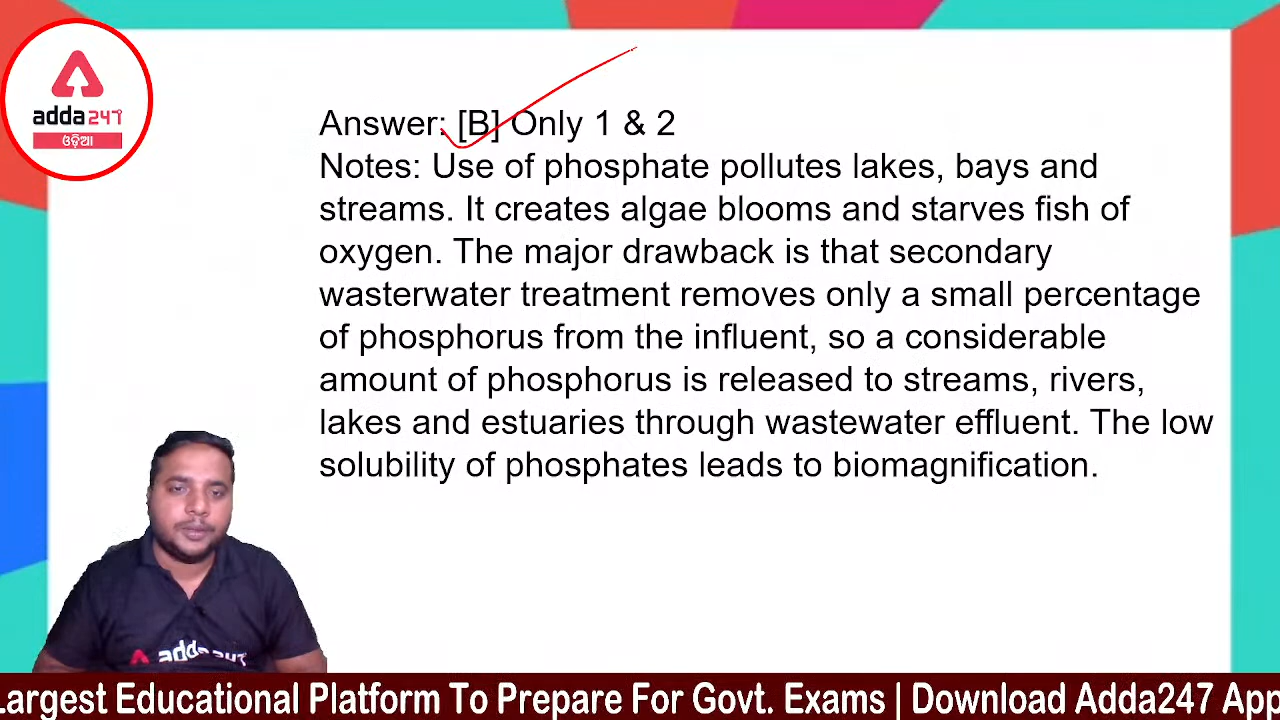 adda247
ଓଡ଼ିଆ
Answer: [B] Only 1 & 2
Notes: Use of phosphate pollutes lakes, bays and
streams. It creates algae blooms and starves fish of
oxygen. The major drawback is that secondary
wasterwater treatment removes only a small percentage
of phosphorus from the influent, so a considerable
amount of phosphorus is released to streams, rivers,
lakes and estuaries through wastewater effluent. The low
solubility of phosphates leads to biomagnification.
adda247
Largest Educational Platform To Prepare For Govt. Exams | Download Adda247 App